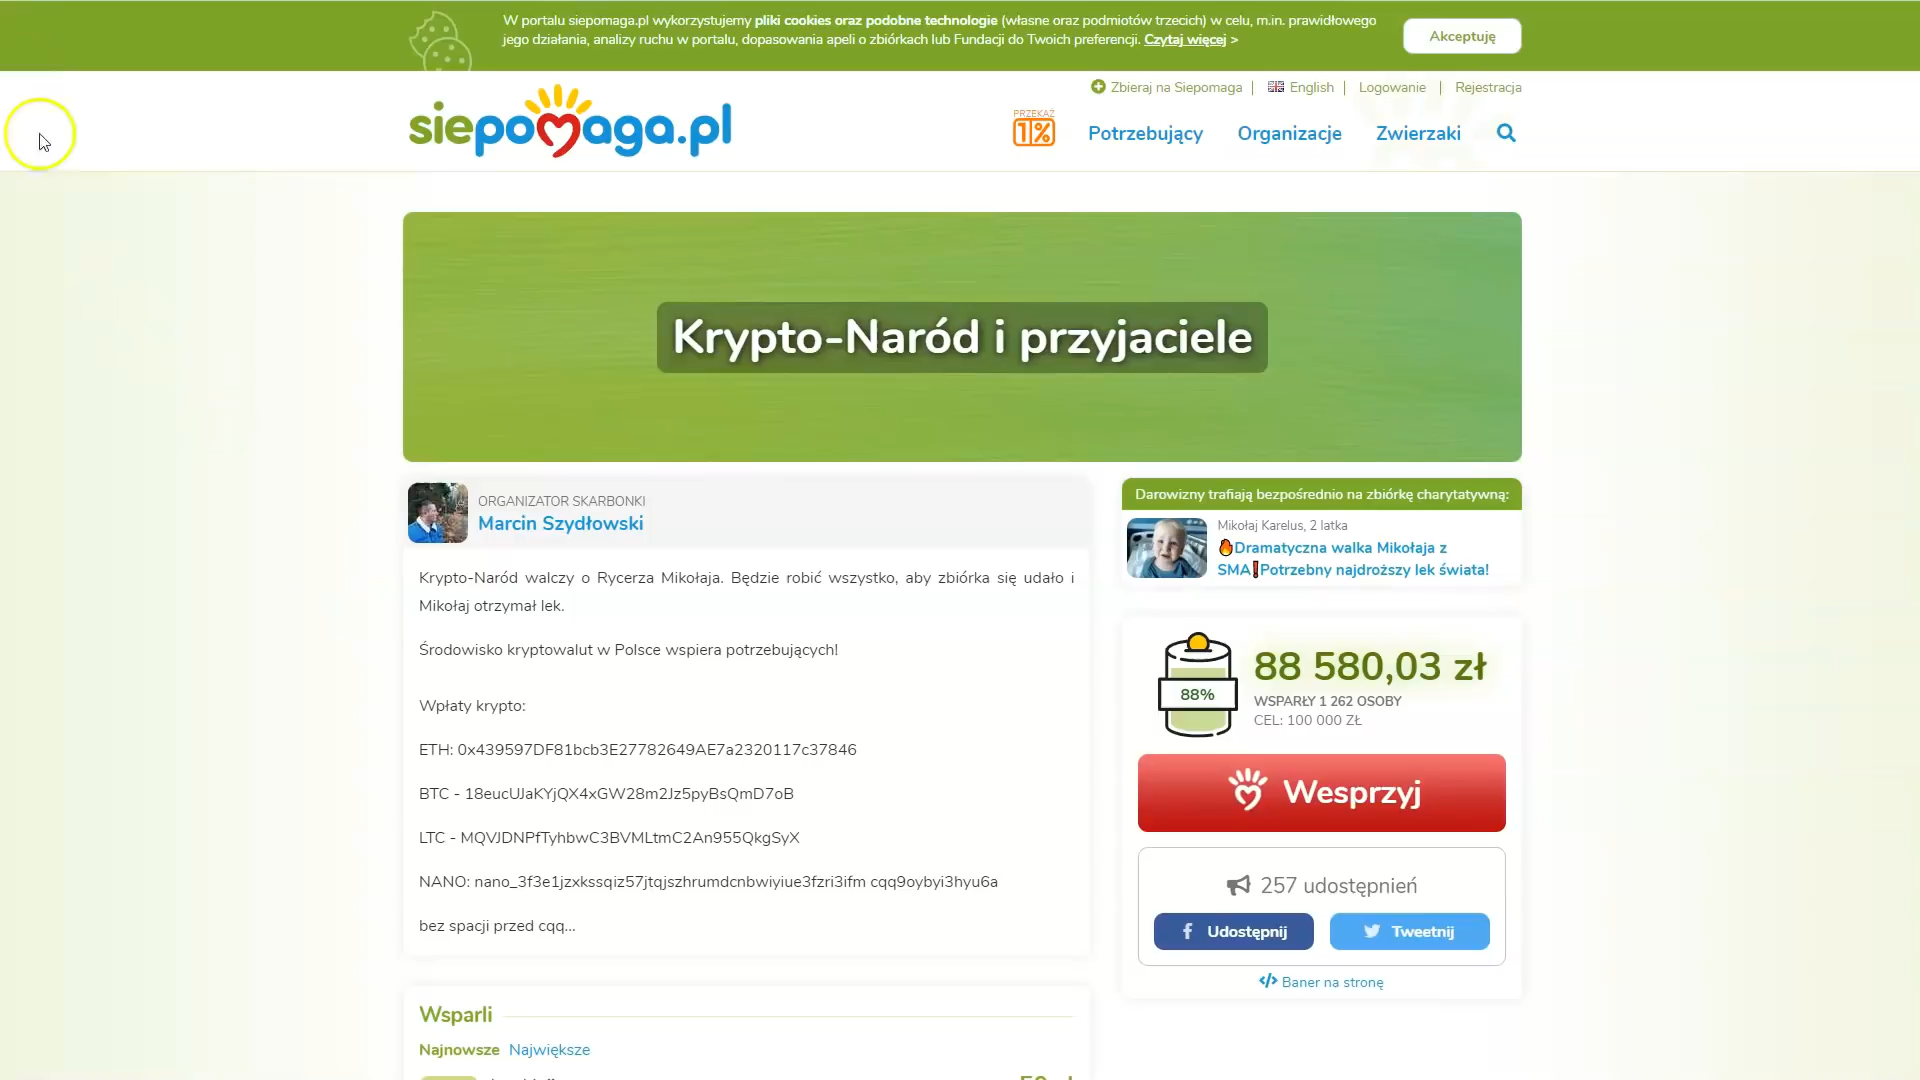 W portalu siepomaga.pl wykorzystujemy pliki cookies oraz podobne technologie (własne oraz podmiotów trzecich) w celu, m.in. prawidłowego
jego działania, analizy ruchu w portalu, dopasowania apeli o zbiórkach lub Fundacji do Twoich preferencji. Czytaj więcej >
Akceptuję
Zbieraj na Siepomaga | English | Logowanie | Rejestracja
siepomaga.pl
PRZEKAŻ
1%
Potrzebujący Organizacje Zwierzaki
Krypto-Naród i przyjaciele
ORGANIZATOR SKARBONKI
Marcin Szydłowski
Krypto-Naród walczy o Rycerza Mikołaja. Będzie robić wszystko, aby zbiórka się udało i
Mikołaj otrzymał lek.
Środowisko kryptowalut w Polsce wspiera potrzebujących!
Wpłaty krypto:
ETH: 0x439597DF81bcb3E27782649AE7a2320117c37846
BTC - 18eucUJaKYjQX4xGW28m2Jz5pyBsQmD7oB
LTC - MQVJDNPfTyhbwC3BVMLtmC2An955QkgSyX
NANO: nano_3f3e1jzxkssqiz57jtqjszhrumdcnbwiyiue3fzri3ifm cqq9oybyi3hyu6a
bez spacji przed cqq...
Wsparli
Najnowsze Największe
Darowizny trafiają bezpośrednio na zbiórkę charytatywną:
Mikołaj Karelus, 2 latka
🔥Dramatyczna walka Mikołaja z
SMA❗Potrzebny najdroższy lek świata!
88%
88 580,03 zł
WSPARŁY 1 262 OSOBY
CEL: 100 000 ZŁ
Wesprzyj
257 udostępnień
Udostępnij
Tweetnij
</> Baner na stronę